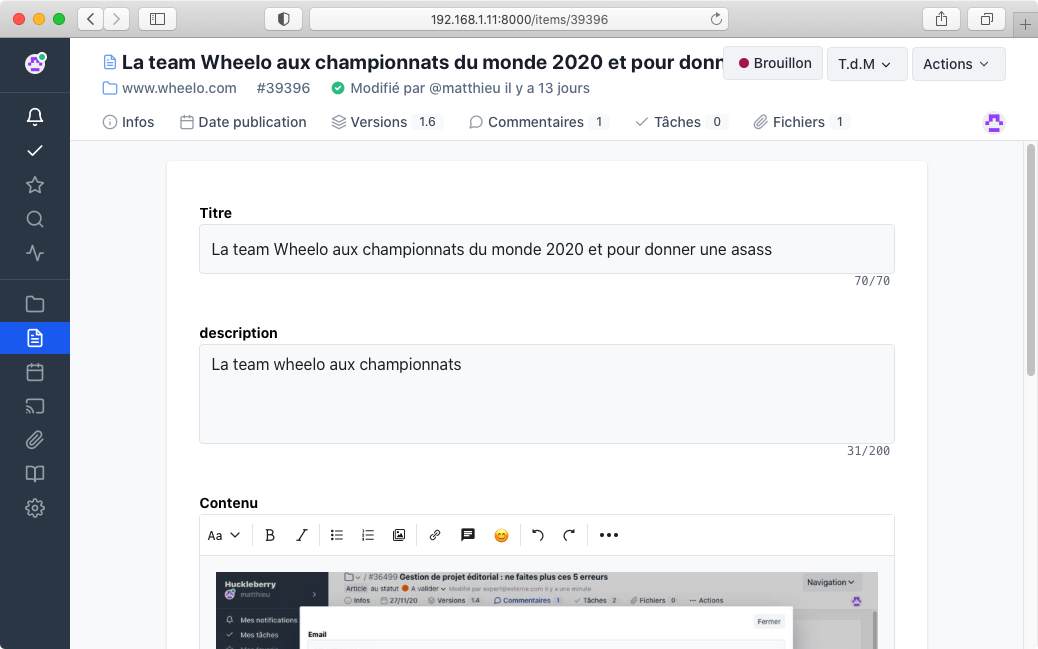 192.168.1.11:8000/items/39396
La team Wheelo aux championnats du monde 2020 et pour donn
Brouillon
T.d.M
Actions
www.wheelo.com #39396 Modifié par @matthieu il y a 13 jours
Infos Date publication Versions 1.6 Commentaires 1 Tâches 0 Fichiers 1
Titre
La team Wheelo aux championnats du monde 2020 et pour donner une asass
70/70
description
La team wheelo aux championnats
31/200
Contenu
Aa B I
Huckleberry
matthieu
/ #36499 Gestion de projet éditorial : ne faites plus ces 5 erreurs
Article au statut A valider Modifié par expert@externe.com il y a une minute
Infos 27/11/20 Versions 1.4 Commentaires 1 Tâches 2 Fichiers 0 ••• Actions
Navigation
Mes notifications
Mes tâches
Fermer
Email